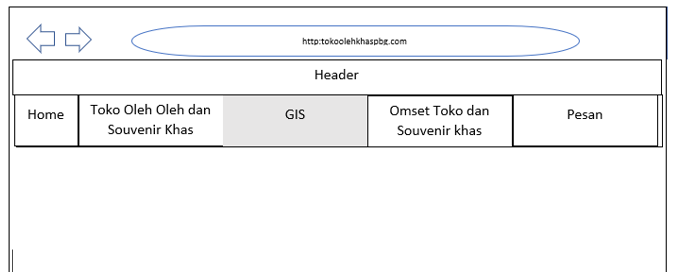 http:tokoolehkhaspbg.com
Header
Home
Toko Oleh Oleh dan
Souvenir Khas
GIS
Omset Toko dan
Souvenir khas
Pesan